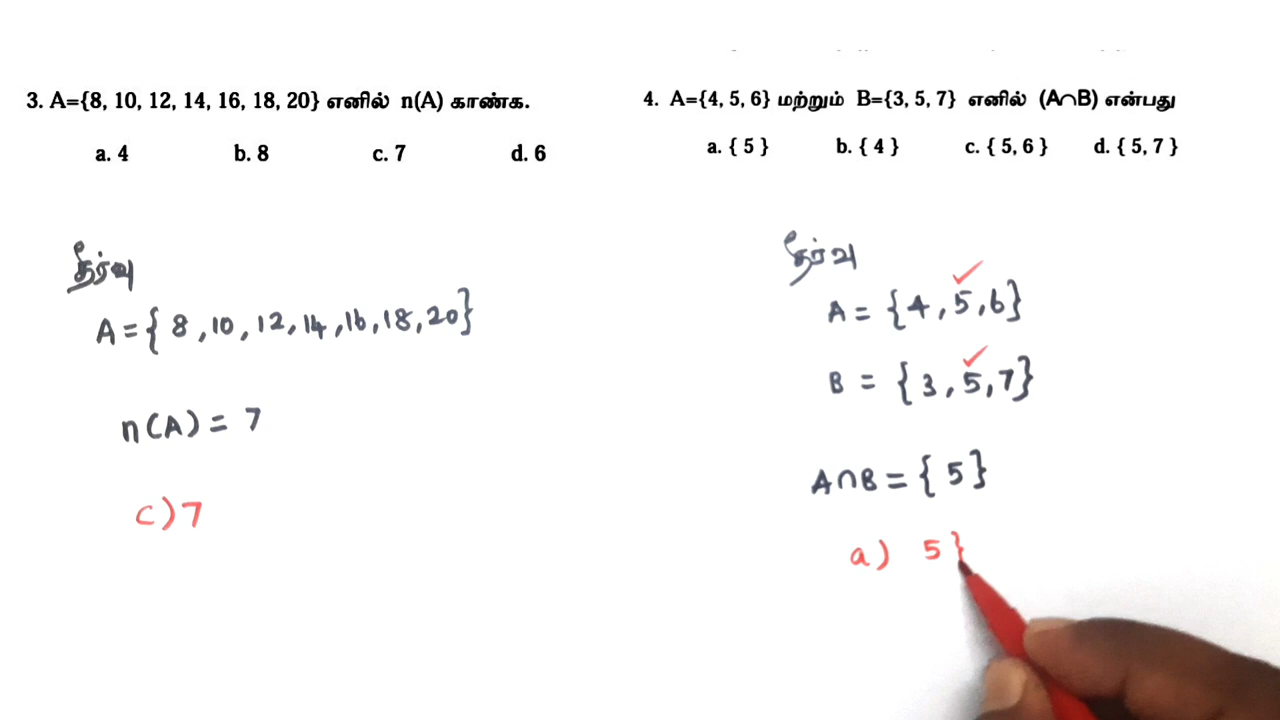 3. A={8, 10, 12, 14, 16, 18, 20} எனில் n(A) காண்க.
a. 4 b. 8 c. 7 d. 6
தீர்வு
A = { 8 , 10 , 12 , 14 , 16 , 18 , 20 }
n(A) = 7
c) 7
4. A={4, 5, 6} மற்றும் B={3, 5, 7} எனில் (A∩B) என்பது
a. { 5 } b. { 4 } c. { 5, 6 } d. { 5, 7 }
தீர்வு
A = { 4 , 5 , 6 }
B = { 3 , 5 , 7 }
A∩B = { 5 }
a) 5 }